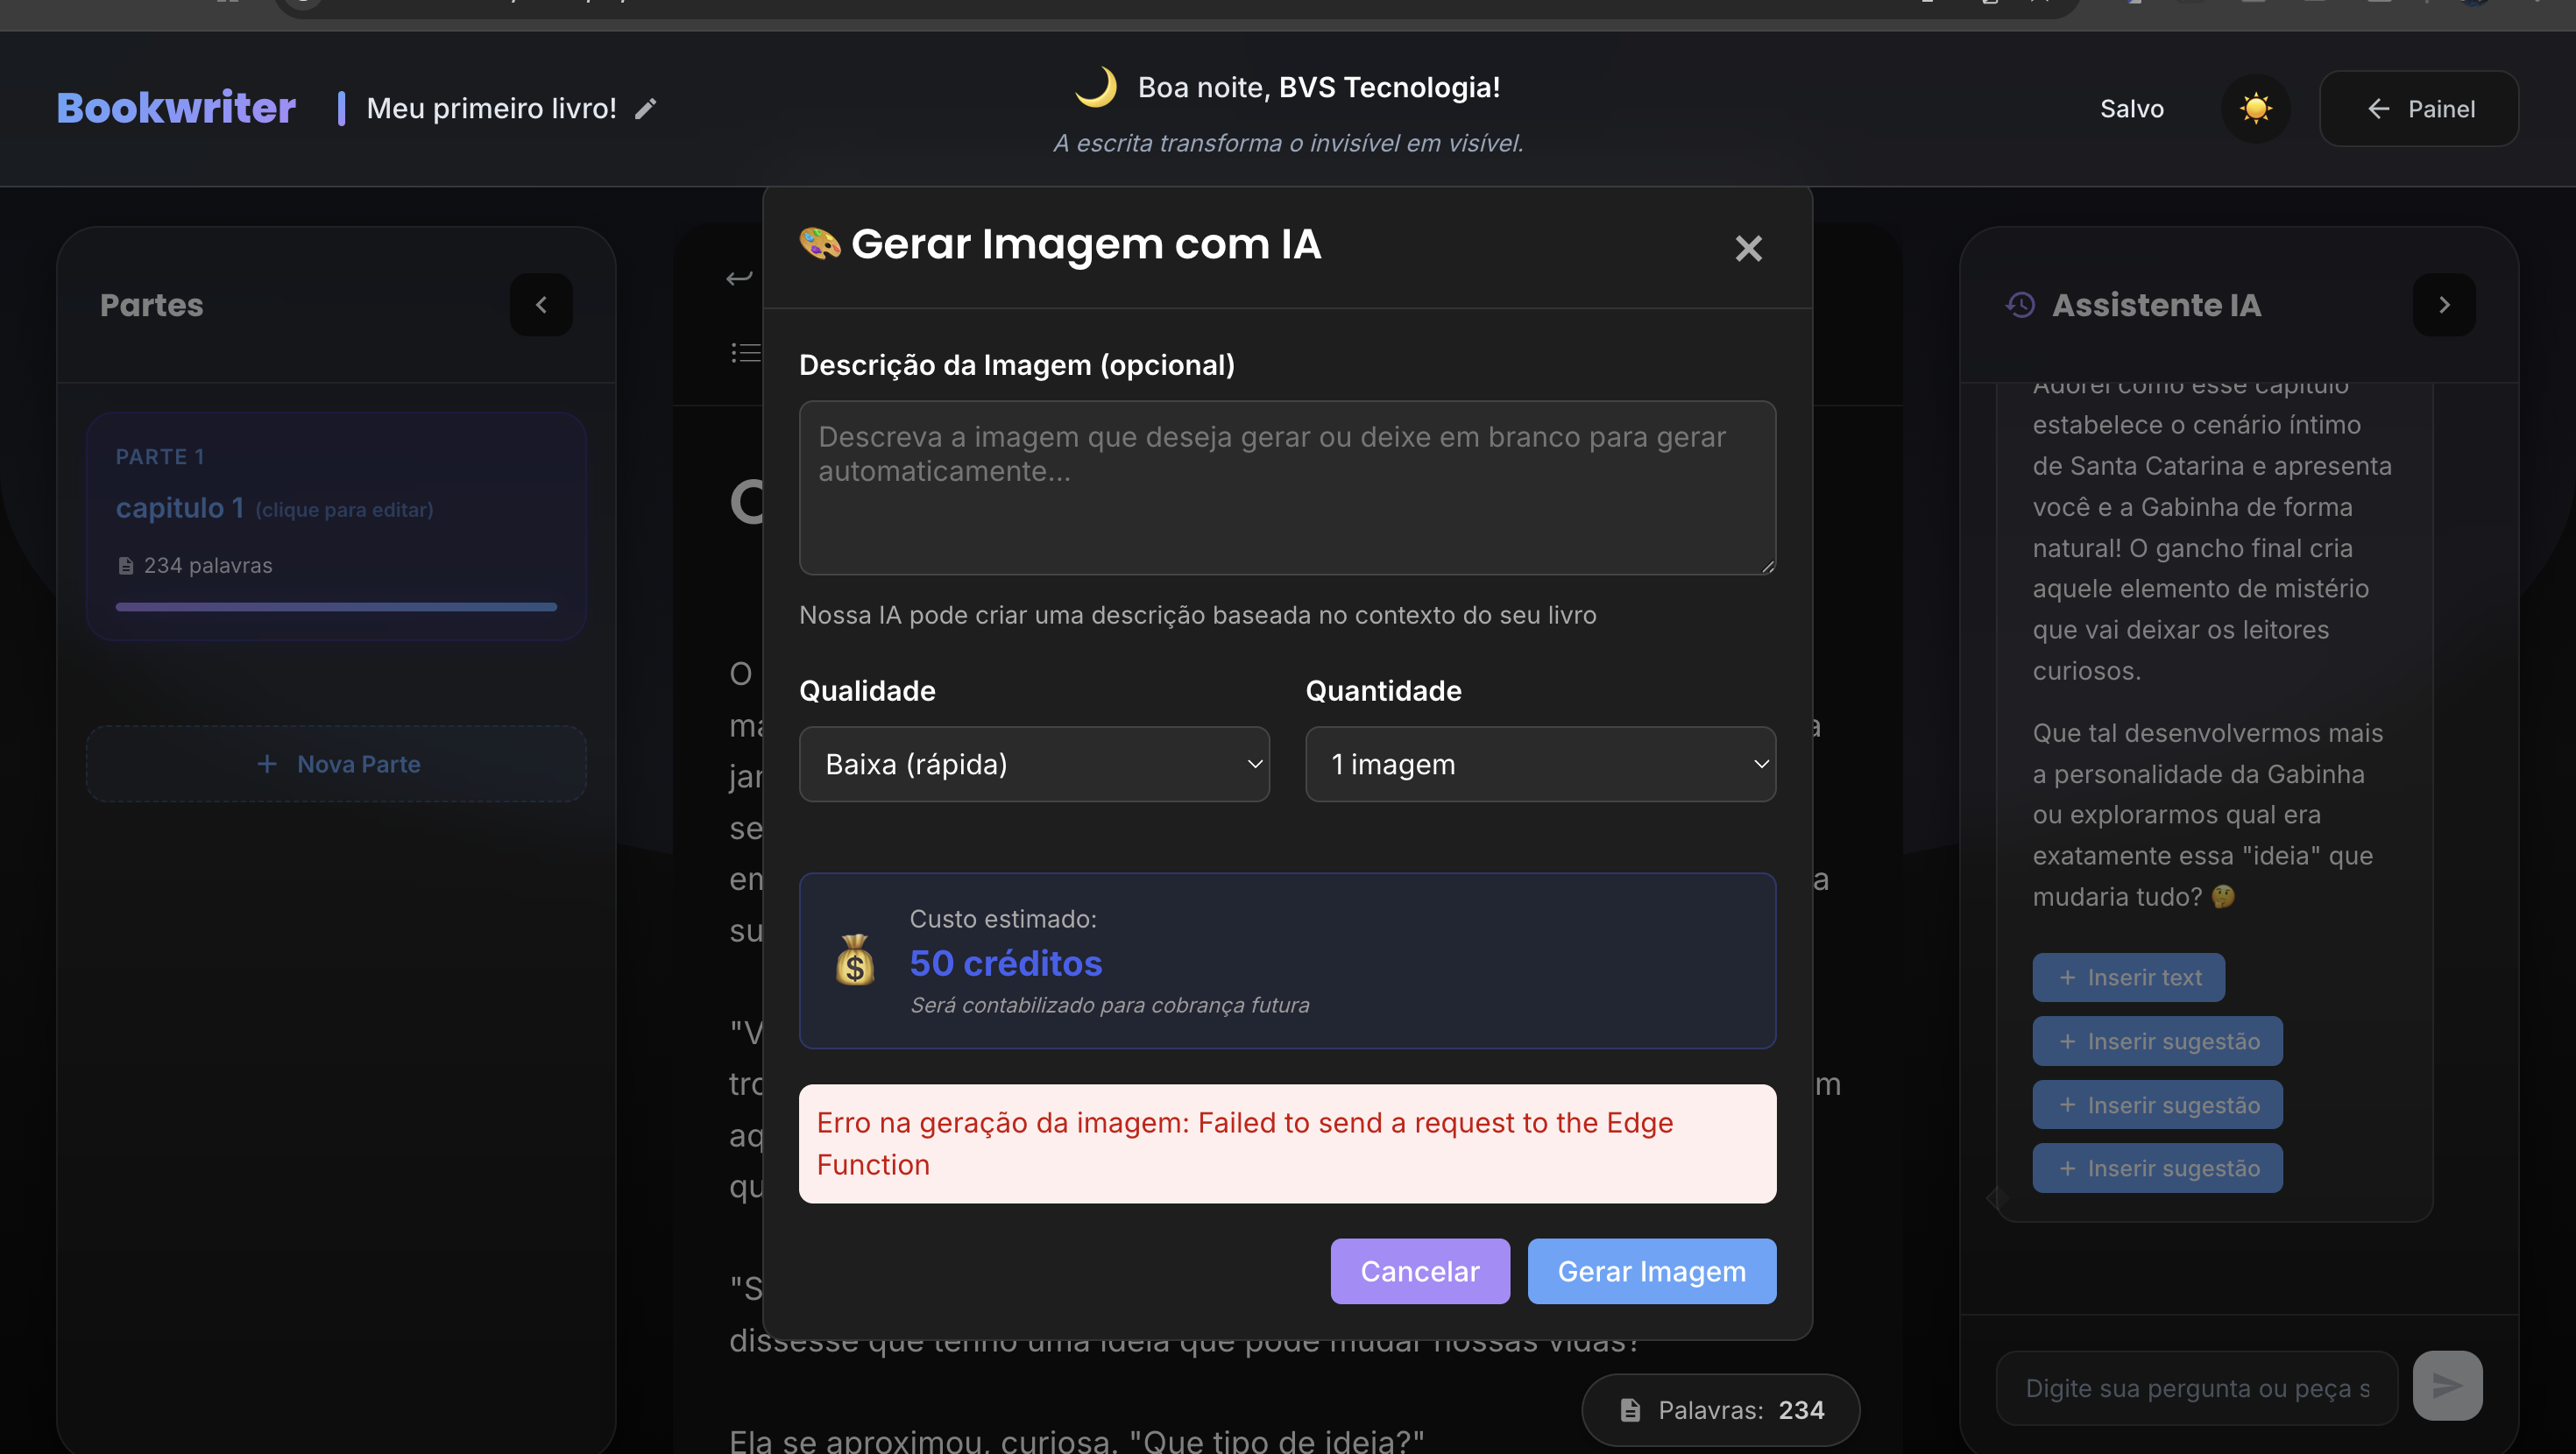 Bookwriter
Meu primeiro livro!
Boa noite, BVS Tecnologia!
A escrita transforma o invisível em visível.
Salvo
Painel
Partes
PARTE 1
capitulo 1 (clique para editar)
234 palavras
Nova Parte
🎨 Gerar Imagem com IA
Descrição da Imagem (opcional)
Descreva a imagem que deseja gerar ou deixe em branco para gerar
automaticamente...
Nossa IA pode criar uma descrição baseada no contexto do seu livro
Qualidade
Quantidade
Baixa (rápida)
1 imagem
Custo estimado:
50 créditos
Será contabilizado para cobrança futura
Erro na geração da imagem: Failed to send a request to the Edge
Function
Cancelar
Gerar Imagem
dissesse que tenho uma ideia que pode mudar nossas vidas?
Ela se aproximou, curiosa. "Que tipo de ideia?"
Palavras: 234
Assistente IA
Adorei como esse capítulo
estabelece o cenário íntimo
de Santa Catarina e apresenta
você e a Gabinha de forma
natural! O gancho final cria
aquele elemento de mistério
que vai deixar os leitores
curiosos.
Que tal desenvolvermos mais
a personalidade da Gabinha
ou explorarmos qual era
exatamente essa "ideia" que
mudaria tudo? 🤔
+ Inserir text
+ Inserir sugestão
+ Inserir sugestão
+ Inserir sugestão
Digite sua pergunta ou peça s